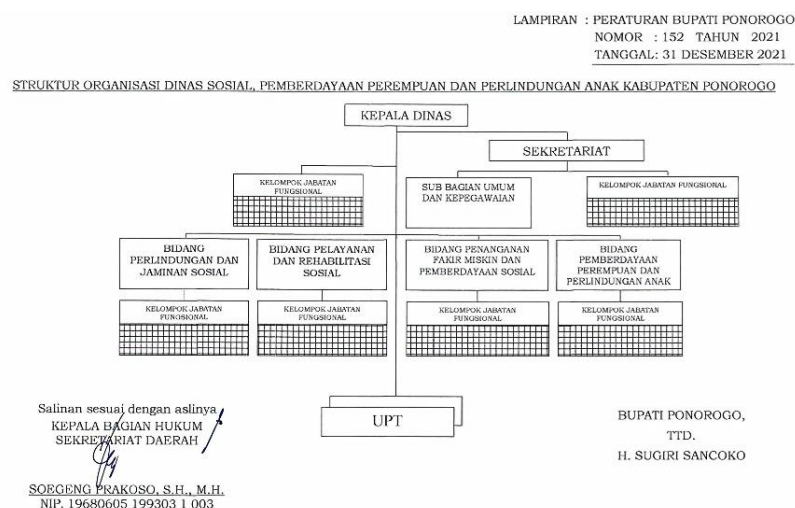 LAMPIRAN : PERATURAN BUPATI PONOROGO
NOMOR : 152 TAHUN 2021
TANGGAL: 31 DESEMBER 2021
STRUKTUR ORGANISASI DINAS SOSIAL, PEMBERDAYAAN PEREMPUAN DAN PERLINDUNGAN ANAK KABUPATEN PONOROGO
KEPALA DINAS
SEKRETARIAT
KELOMPOK JABATAN
FUNGSIONAL
SUB BAGIAN UMUM
DAN KEPEGAWAIAN
KELOMPOK JABATAN FUNGSIONAL
BIDANG
PERLINDUNGAN DAN
JAMINAN SOSIAL
BIDANG PELAYANAN
DAN REHABILITASI
SOSIAL
BIDANG PENANGANAN
FAKIR MISKIN DAN
PEMBERDAYAAN SOSIAL
BIDANG
PEMBERDAYAAN
PEREMPUAN DAN
PERLINDUNGAN ANAK
KELOMPOK JABATAN
FUNGSIONAL
KELOMPOK JABATAN
FUNGSIONAL
KELOMPOK JABATAN
FUNGSIONAL
KELOMPOK JABATAN
FUNGSIONAL
UPT
Salinan sesuai dengan aslinya
KEPALA BAGIAN HUKUM
SEKRETARIAT DAERAH
SOEGENG PRAKOSO, S.H., M.H.
NIP. 19680605 199303 1 003
BUPATI PONOROGO,
TTD.
H. SUGIRI SANCOKO